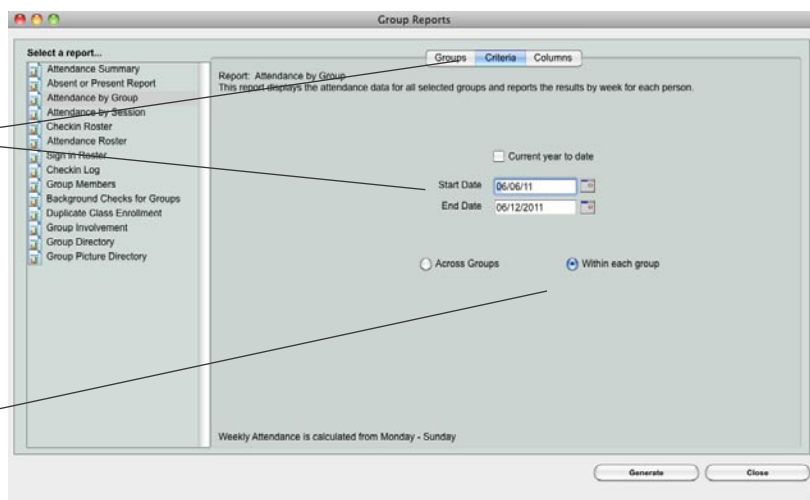 Group Reports
Select a report...
Attendance Summary
Absent or Present Report
Attendance by Group
Attendance by Session
Checkin Roster
Attendance Roster
Sign In Roster
Checkin Log
Group Members
Background Checks for Groups
Duplicate Class Enrollment
Group Involvement
Group Directory
Group Picture Directory
Groups Criteria Columns
Report: Attendance by Group
This report displays the attendance data for all selected groups and reports the results by week for each person.
Current year to date
Start Date 06/06/11
End Date 06/12/2011
Across Groups Within each group
Weekly Attendance is calculated from Monday - Sunday
Generate Close